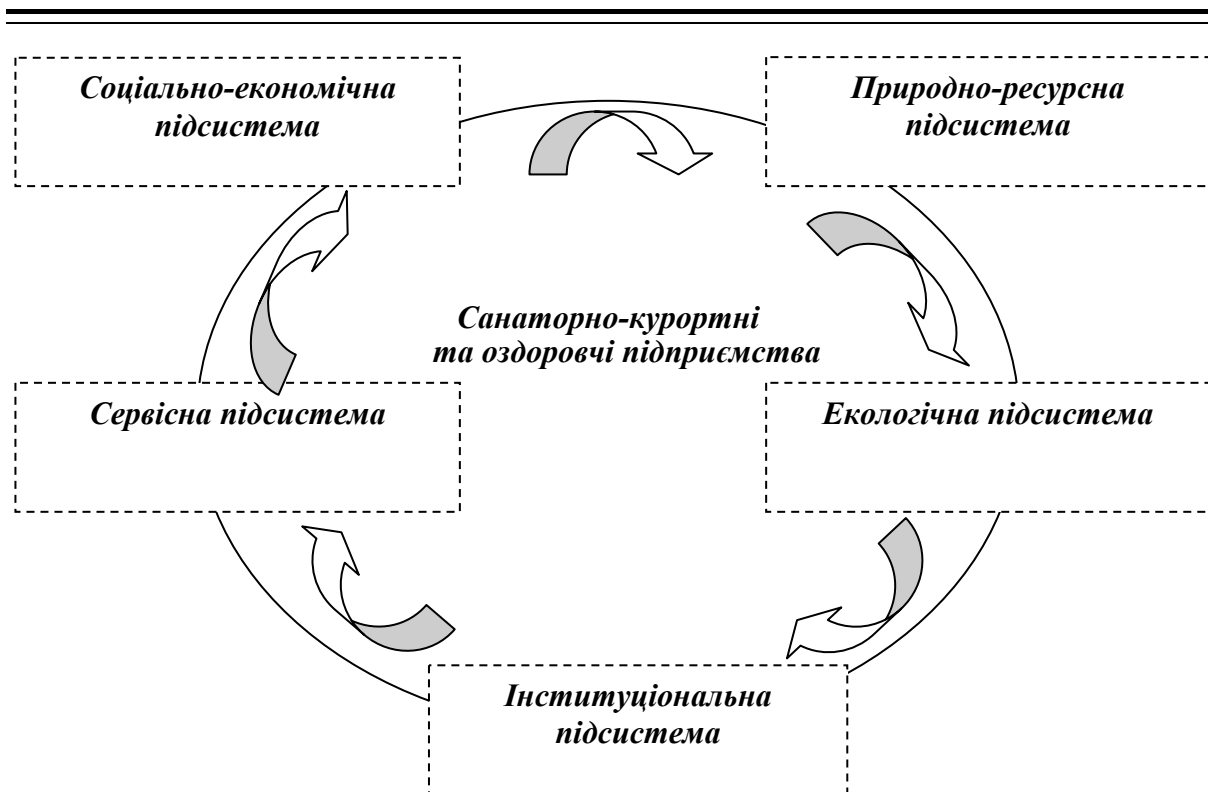 Соціально-економічна
підсистема
Природно-ресурсна
підсистема
Санаторно-курортні
та оздоровчі підприємства
Сервісна підсистема
Екологічна підсистема
Інституціональна
підсистема